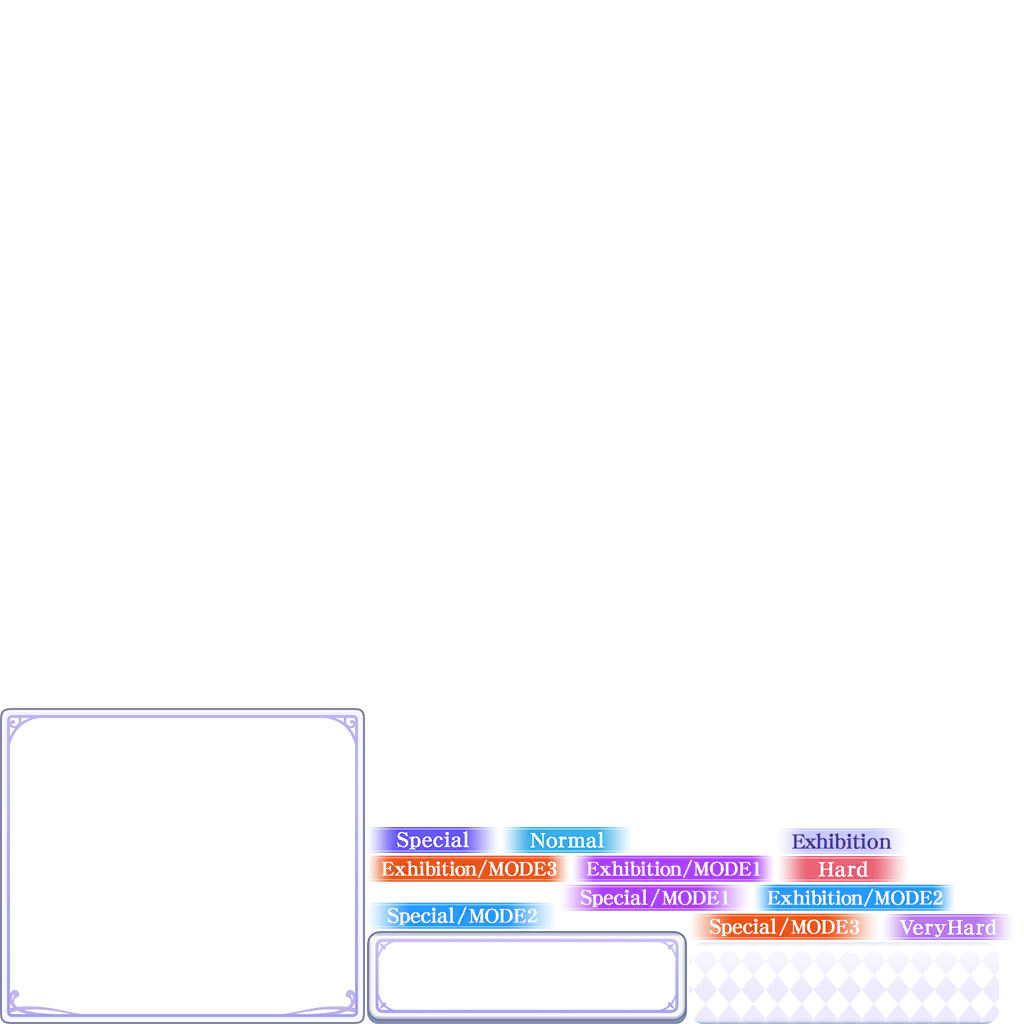 Special
Normal
Exhibition
Exhibition/MODE3
Exhibition/MODE1
Hard
Special/MODE1
Exhibition/MODE2
Special/MODE2
Special/MODE3
VeryHard